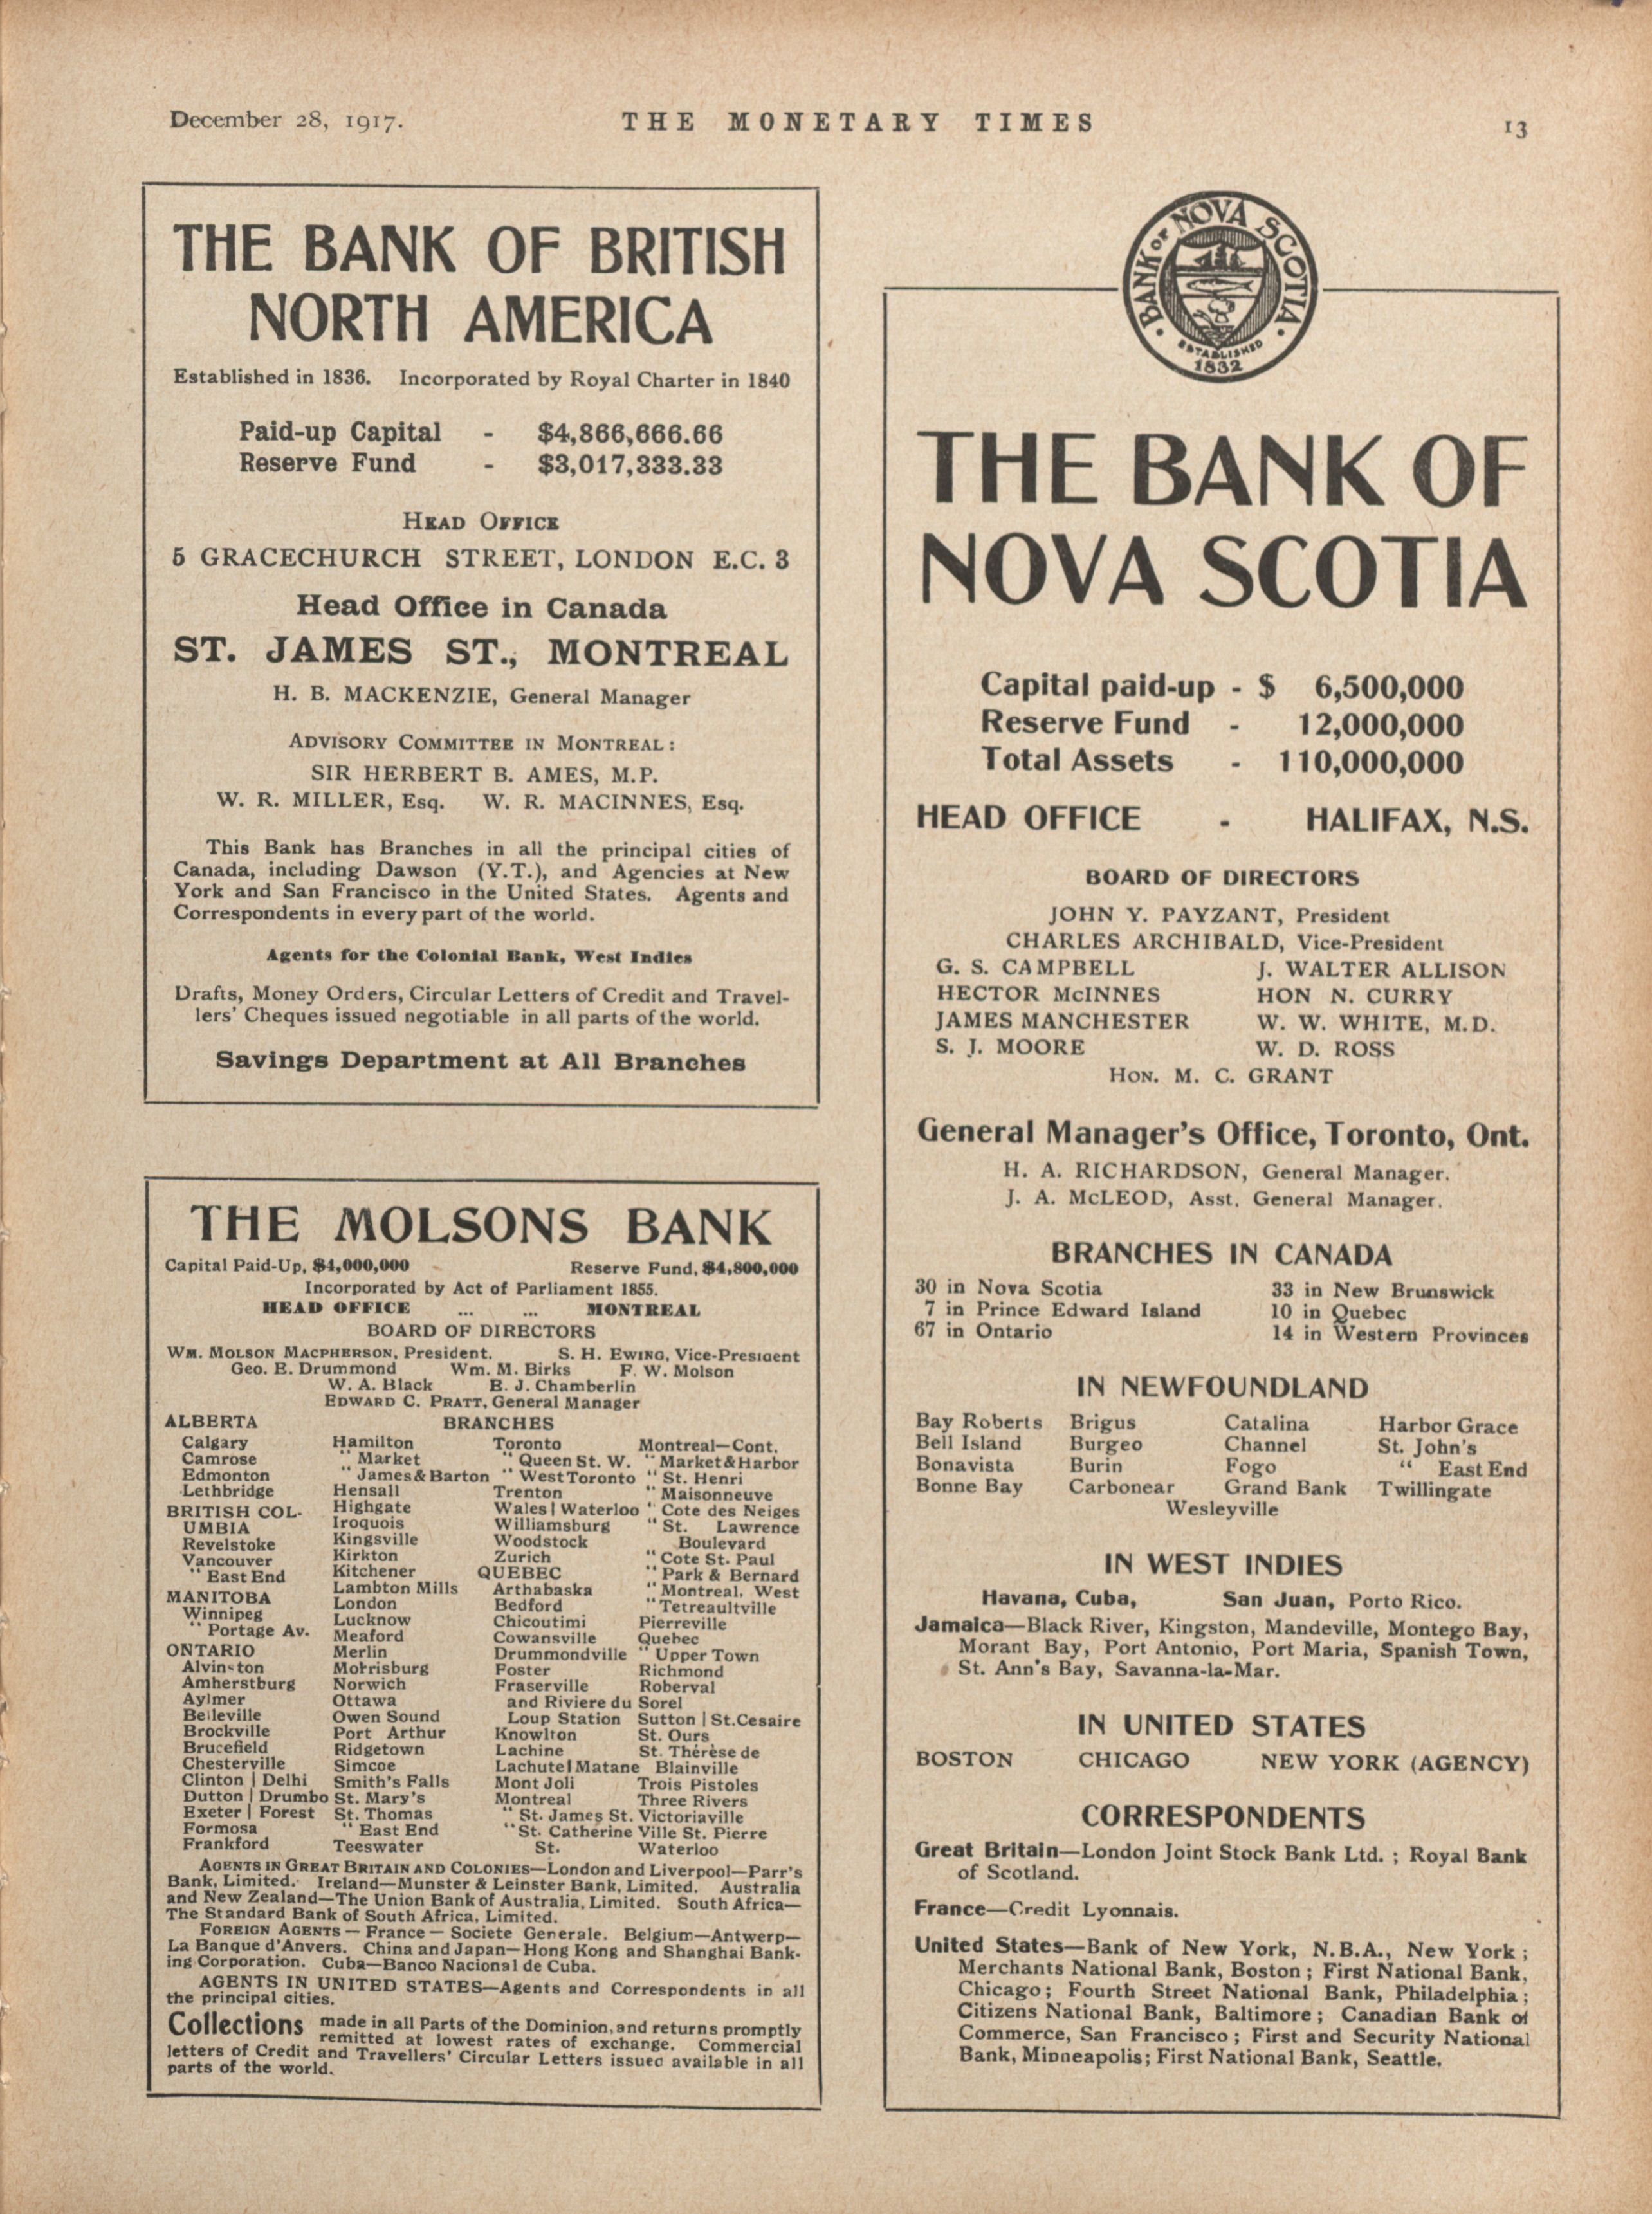 December 28, 1917.
THE MONETARY TIMES
13
THE BANK OF BRITISH
NORTH AMERICA
Established in 1836. Incorporated by Royal Charter in 1840
Paid-up Capital - $4,866,666.66
Reserve Fund - $3,017,333.33
HEAD OFFICE
5 GRACECHURCH STREET, LONDON E.C. 3
Head Office in Canada
ST. JAMES ST., MONTREAL
H. B. MACKENZIE, General Manager
ADVISORY COMMITTEE IN MONTREAL:
SIR HERBERT B. AMES, M.P.
W. R. MILLER, Esq. W. R. MACINNES, Esq.
This Bank has Branches in all the principal cities of
Canada, including Dawson (Y.T.), and Agencies at New
York and San Francisco in the United States. Agents and
Correspondents in every part of the world.
Agents for the Colonial Bank, West Indies
Drafts, Money Orders, Circular Letters of Credit and Travel-
lers' Cheques issued negotiable in all parts of the world.
Savings Department at All Branches
THE MOLSONS BANK
Capital Paid-Up, $4,000,000 Reserve Fund, $4,800,000
Incorporated by Act of Parliament 1855.
HEAD OFFICE ... ... MONTREAL
BOARD OF DIRECTORS
WM. MOLSON MACPHERSON, President. S. H. EWING, Vice-President
Geo. E. Drummond Wm. M. Birks F. W. Molson
W. A. Black E. J. Chamberlin
EDWARD C. PRATT, General Manager
BRANCHES
ALBERTA
Calgary
Camrose
Edmonton
Lethbridge
BRITISH COL-
UMBIA
Revelstoke
Vancouver
" East End
MANITOBA
Winnipeg
" Portage Av.
ONTARIO
Alvinston
Amherstburg
Aylmer
Belleville
Brockville
Brucefield
Chesterville
Clinton | Delhi
Dutton | Drumbo
Exeter | Forest
Formosa
Frankford
Hamilton
" Market
" James & Barton
Hensall
Highgate
Iroquois
Kingsville
Kirkton
Kitchener
Lambton Mills
London
Lucknow
Meaford
Merlin
Morrisburg
Norwich
Ottawa
Owen Sound
Port Arthur
Ridgetown
Simcoe
Smith's Falls
St. Mary's
St. Thomas
" East End
Teeswater
Toronto
" Queen St. W.
" West Toronto
Trenton
Wales | Waterloo
Williamsburg
Woodstock
Zurich
QUEBEC
Arthabaska
Bedford
Chicoutimi
Cowansville
Drummondville
Foster
Fraserville
and Riviere du
Loup Station
Knowlton
Lachine
Lachute | Matane
Mont Joli
Montreal
" St. James St.
" St. Catherine
St.
Montreal—Cont.
" Market & Harbor
" St. Henri
" Maisonneuve
" Cote des Neiges
" St. Lawrence
Boulevard
" Cote St. Paul
" Park & Bernard
" Montreal, West
" Tetreaultville
Pierreville
Quebec
" Upper Town
Richmond
Roberval
Sorel
Sutton | St. Cesaire
St. Ours
St. Thérèse de
Blainville
Trois Pistoles
Three Rivers
Victoriaville
Ville St. Pierre
Waterloo
AGENTS IN GREAT BRITAIN AND COLONIES—London and Liverpool—Parr's
Bank, Limited. Ireland—Munster & Leinster Bank, Limited. Australia
and New Zealand—The Union Bank of Australia, Limited. South Africa—
The Standard Bank of South Africa, Limited.
FOREIGN AGENTS — France — Societe Generale. Belgium—Antwerp—
La Banque d'Anvers. China and Japan—Hong Kong and Shanghai Bank-
ing Corporation. Cuba—Banco Nacional de Cuba.
AGENTS IN UNITED STATES—Agents and Correspondents in all
the principal cities.
Collections made in all Parts of the Dominion, and returns promptly
remitted at lowest rates of exchange. Commercial
letters of Credit and Travellers' Circular Letters issued available in all
parts of the world.
BANK OF NOVA SCOTIA
ESTABLISHED
1832
THE BANK OF
NOVA SCOTIA
Capital paid-up - $ 6,500,000
Reserve Fund - 12,000,000
Total Assets - 110,000,000
HEAD OFFICE - HALIFAX, N.S.
BOARD OF DIRECTORS
JOHN Y. PAYZANT, President
CHARLES ARCHIBALD, Vice-President
G. S. CAMPBELL J. WALTER ALLISON
HECTOR McINNES HON N. CURRY
JAMES MANCHESTER W. W. WHITE, M.D.
S. J. MOORE W. D. ROSS
HON. M. C. GRANT
General Manager's Office, Toronto, Ont.
H. A. RICHARDSON, General Manager.
J. A. McLEOD, Asst. General Manager.
BRANCHES IN CANADA
30 in Nova Scotia 33 in New Brunswick
7 in Prince Edward Island 10 in Quebec
67 in Ontario 14 in Western Provinces
IN NEWFOUNDLAND
Bay Roberts Brigus Catalina Harbor Grace
Bell Island Burgeo Channel St. John's
Bonavista Burin Fogo " East End
Bonne Bay Carbonear Grand Bank Twillingate
Wesleyville
IN WEST INDIES
Havana, Cuba, San Juan, Porto Rico.
Jamaica—Black River, Kingston, Mandeville, Montego Bay,
Morant Bay, Port Antonio, Port Maria, Spanish Town,
St. Ann's Bay, Savanna-la-Mar.
IN UNITED STATES
BOSTON CHICAGO NEW YORK (AGENCY)
CORRESPONDENTS
Great Britain—London Joint Stock Bank Ltd. ; Royal Bank
of Scotland.
France—Credit Lyonnais.
United States—Bank of New York, N.B.A., New York ;
Merchants National Bank, Boston ; First National Bank,
Chicago ; Fourth Street National Bank, Philadelphia ;
Citizens National Bank, Baltimore ; Canadian Bank of
Commerce, San Francisco ; First and Security National
Bank, Minneapolis; First National Bank, Seattle.